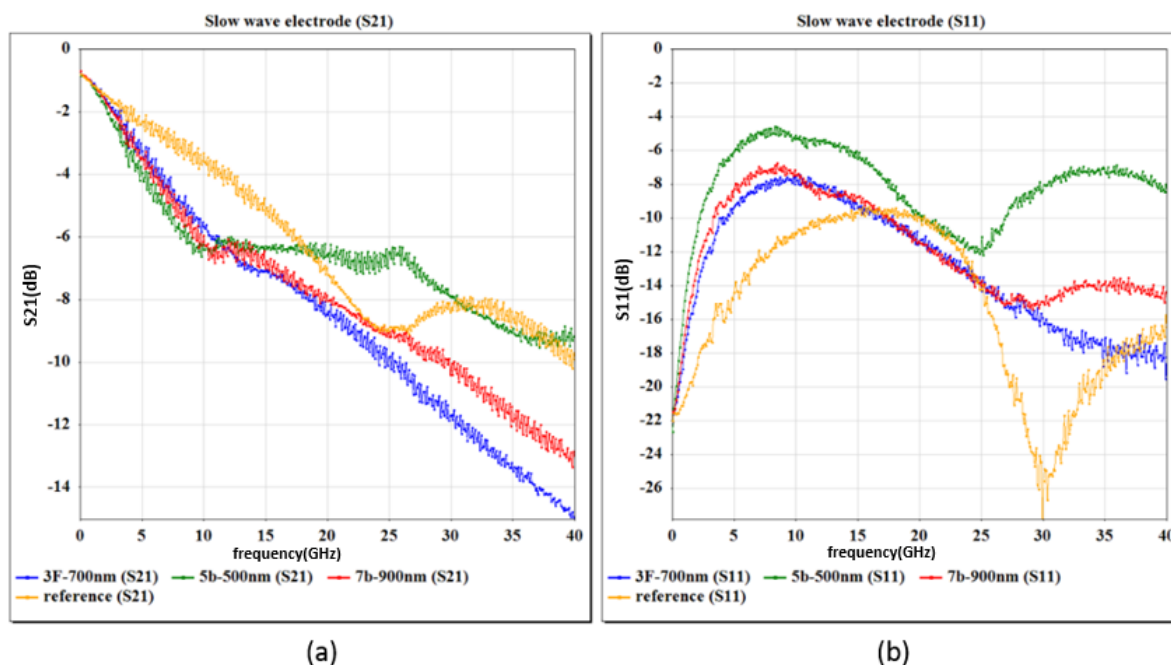 Slow wave electrode (S21)
0
-2
-4
-6
-8
-10
-12
-14
S21(dB)
0 5 10 15 20 25 30 35 40
frequency(GHz)
3F-700nm (S21) 5b-500nm (S21) 7b-900nm (S21)
reference (S21)
(a)
Slow wave electrode (S11)
0
-2
-4
-6
-8
-10
-12
-14
-16
-18
-20
-22
-24
-26
S11(dB)
0 5 10 15 20 25 30 35 40
frequency(GHz)
3F-700nm (S11) 5b-500nm (S11) 7b-900nm (S11)
reference (S11)
(b)